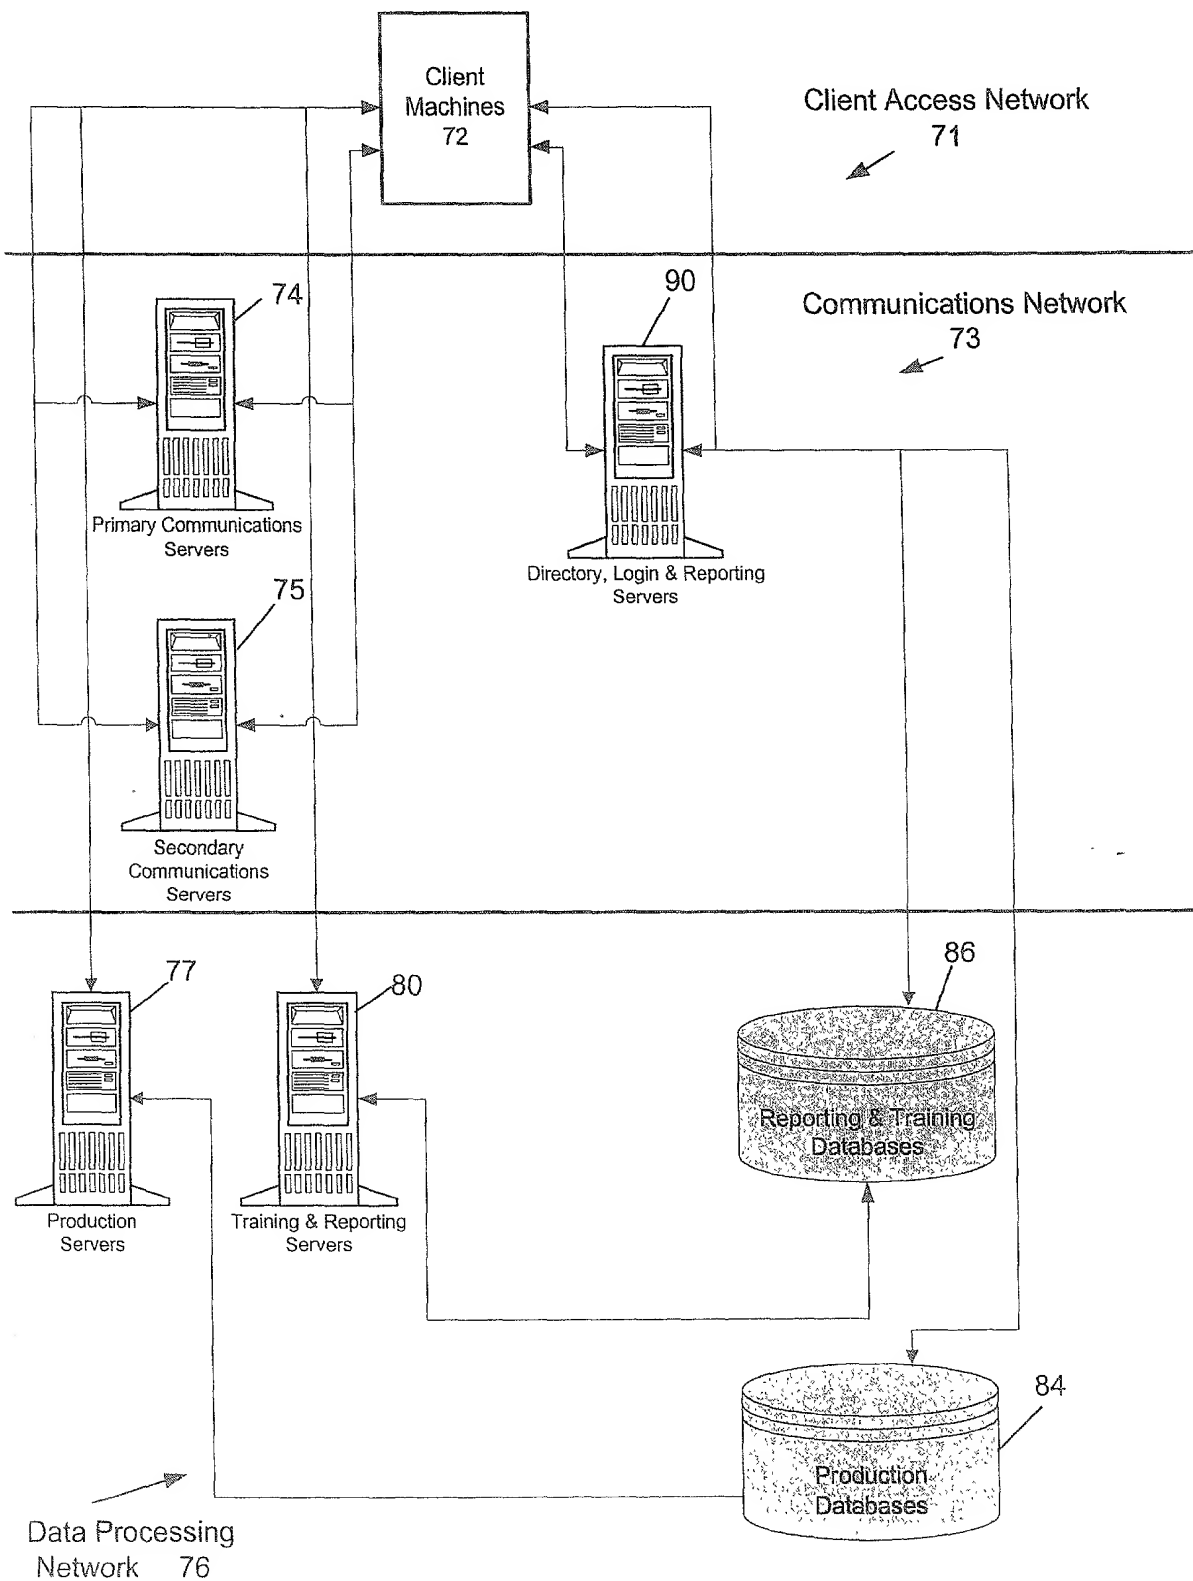 Client
Machines
72
Client Access Network
71
74
90
Communications Network
73
Primary Communications
Servers
Directory, Login & Reporting
Servers
75
Secondary
Communications
Servers
77
80
86
Reporting & Training
Databases
Production
Servers
Training & Reporting
Servers
84
Production
Databases
Data Processing
Network 76